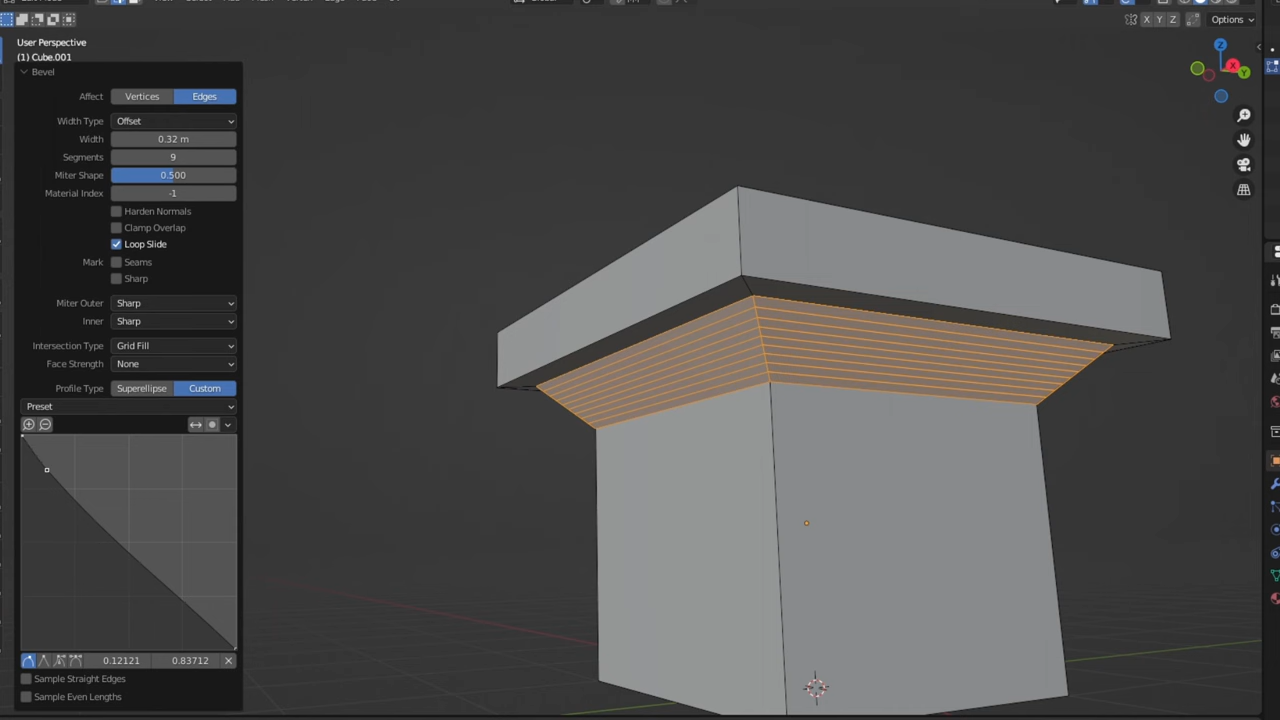 Options
User Perspective
(1) Cube.001
Bevel
Affect Vertices Edges
Width Type Offset
Width 0.32 m
Segments 9
Miter Shape 0.500
Material Index -1
Harden Normals
Clamp Overlap
Loop Slide
Mark Seams
Sharp
Miter Outer Sharp
Inner Sharp
Intersection Type Grid Fill
Face Strength None
Profile Type Superellipse Custom
Preset
0.12121 0.83712
Sample Straight Edges
Sample Even Lengths
X Y Z
Z
X
Y